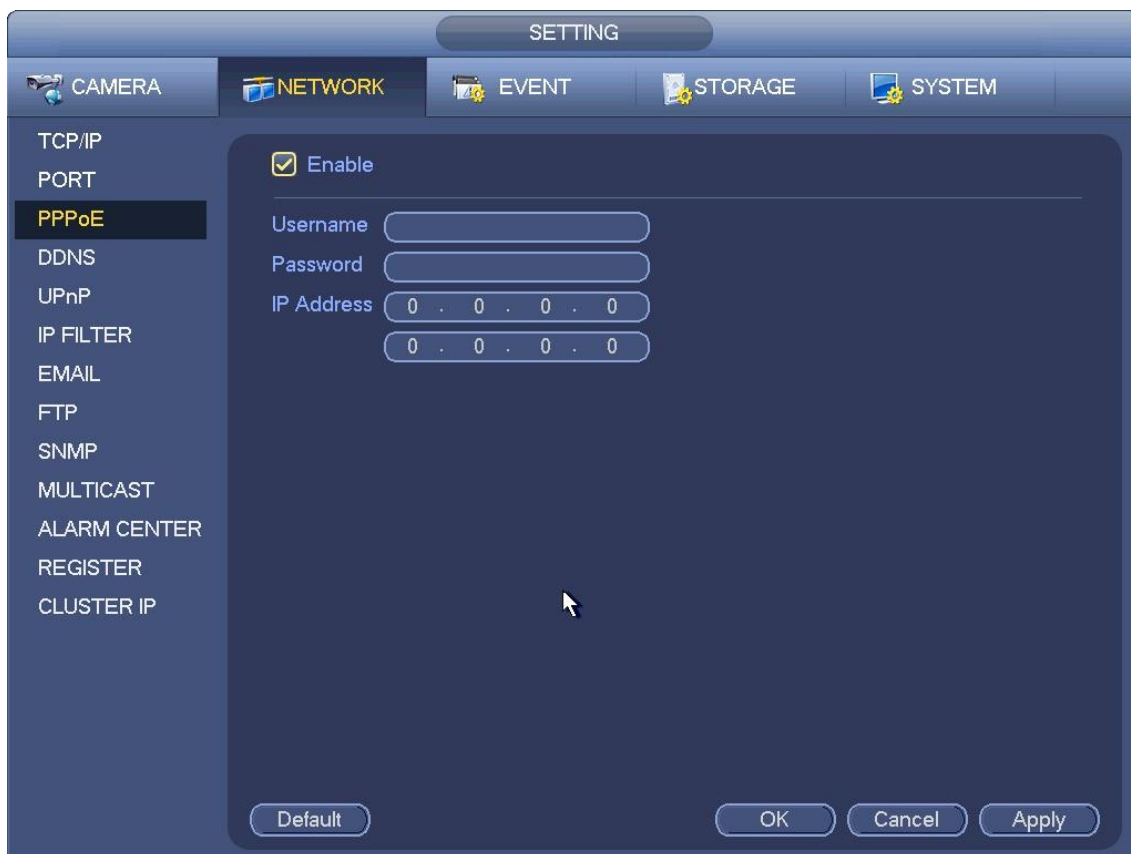 SETTING
CAMERA NETWORK EVENT STORAGE SYSTEM
TCP/IP
PORT
PPPoE
DDNS
UPnP
IP FILTER
EMAIL
FTP
SNMP
MULTICAST
ALARM CENTER
REGISTER
CLUSTER IP
Enable
Username
Password
IP Address 0 . 0 . 0 . 0
0 . 0 . 0 . 0
Default OK Cancel Apply